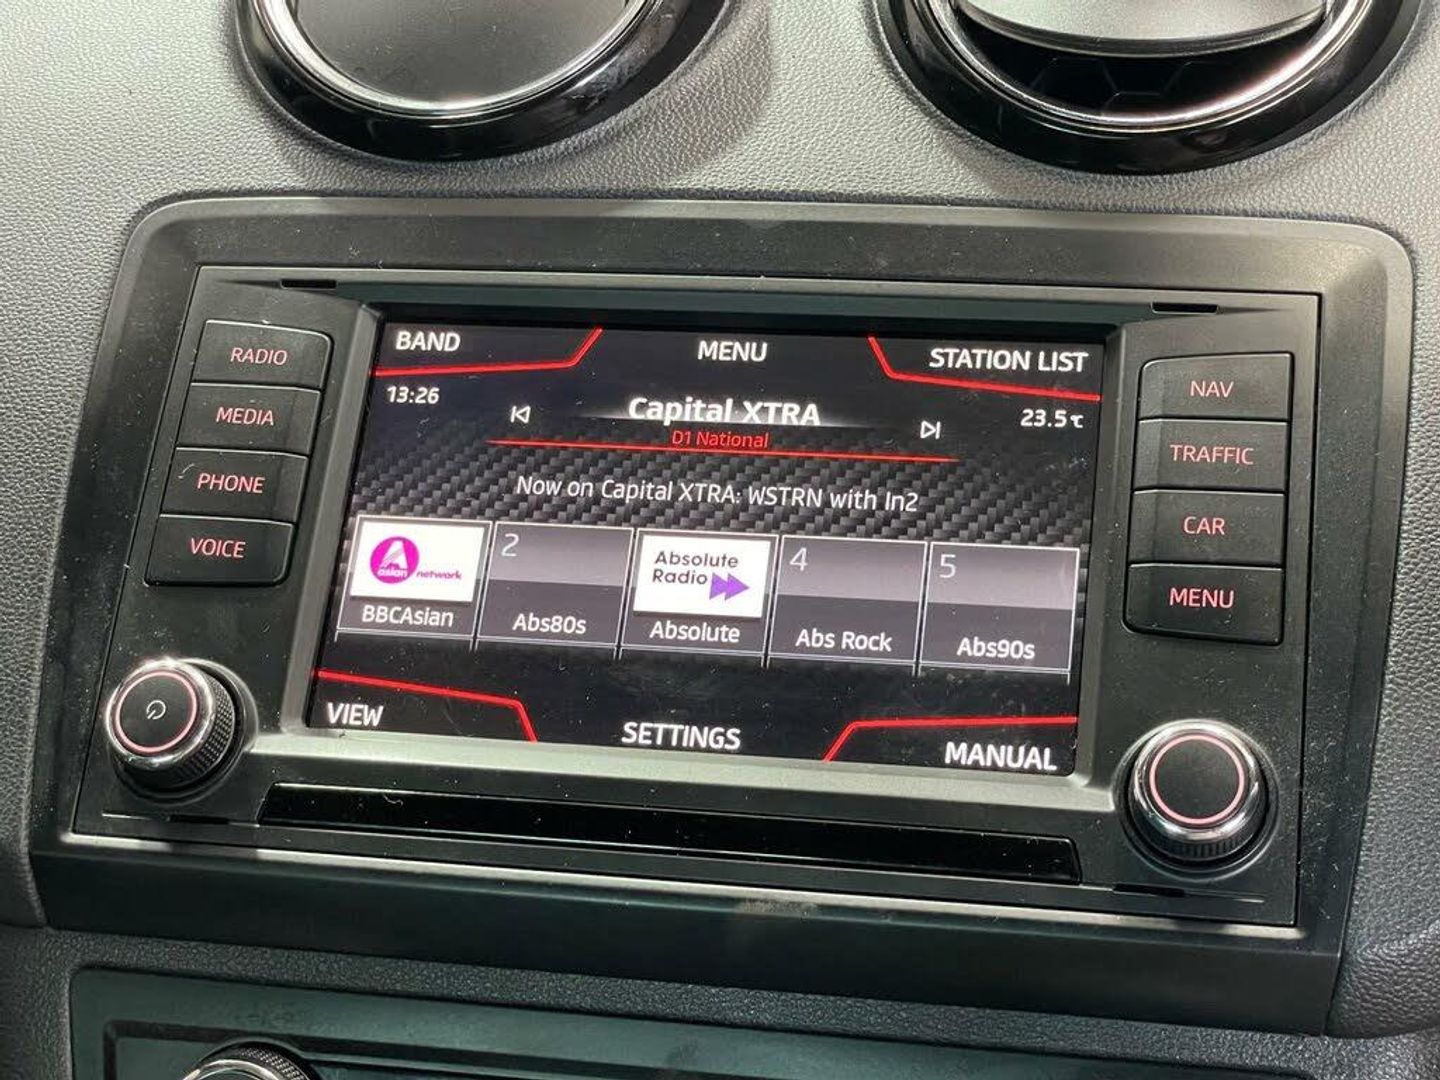 BAND
MENU
STATION LIST
13:26
Capital XTRA
23.5℃
D1 National
Now on Capital XTRA: WSTRN with In2
A
asian network
BBCAsian
2
Abs80s
Absolute
Radio
Absolute
4
Abs Rock
5
Abs90s
VIEW
SETTINGS
MANUAL
RADIO
MEDIA
PHONE
VOICE
NAV
TRAFFIC
CAR
MENU